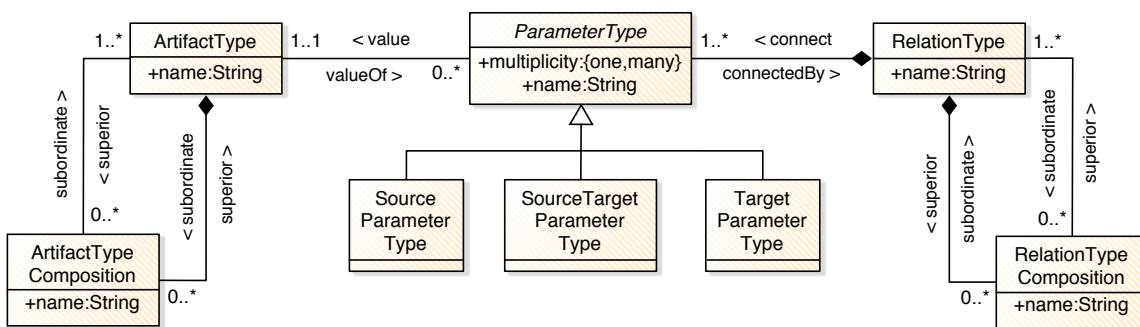 ArtifactType
+name:String
1..*
1..1
< value
valueOf >
0..*
ParameterType
+multiplicity:{one,many}
+name:String
1..*
< connect
connectedBy >
RelationType
+name:String
1..*
subordinate >
< superior
0..*
< subordinate
superior >
0..*
ArtifactType
Composition
+name:String
Source
Parameter
Type
SourceTarget
Parameter
Type
Target
Parameter
Type
< superior
subordinate >
0..*
< subordinate
superior >
0..*
RelationType
Composition
+name:String